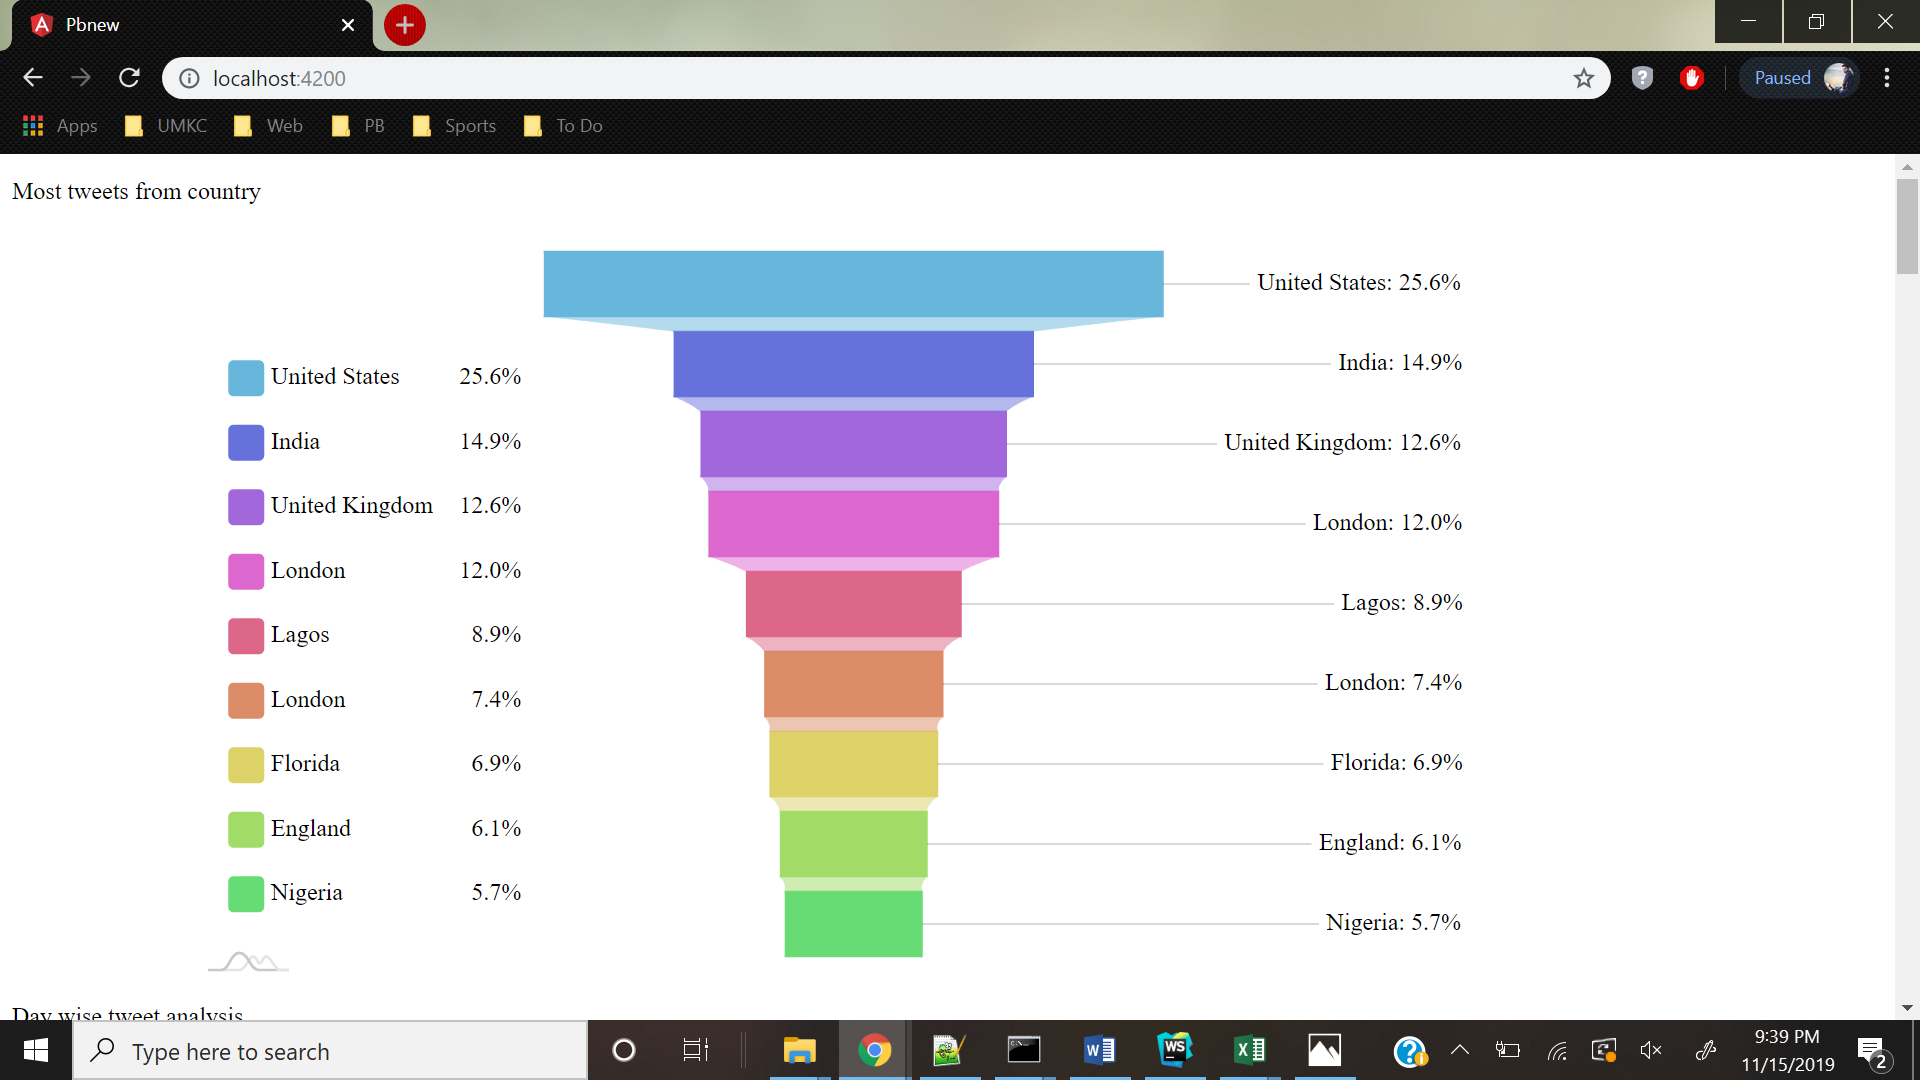 Pbnew
localhost:4200
Paused
Apps UMKC Web PB Sports To Do
Most tweets from country
United States 25.6%
India 14.9%
United Kingdom 12.6%
London 12.0%
Lagos 8.9%
London 7.4%
Florida 6.9%
England 6.1%
Nigeria 5.7%
United States: 25.6%
India: 14.9%
United Kingdom: 12.6%
London: 12.0%
Lagos: 8.9%
London: 7.4%
Florida: 6.9%
England: 6.1%
Nigeria: 5.7%
Day wise tweet analysis
Type here to search
WS
9:39 PM
11/15/2019
2